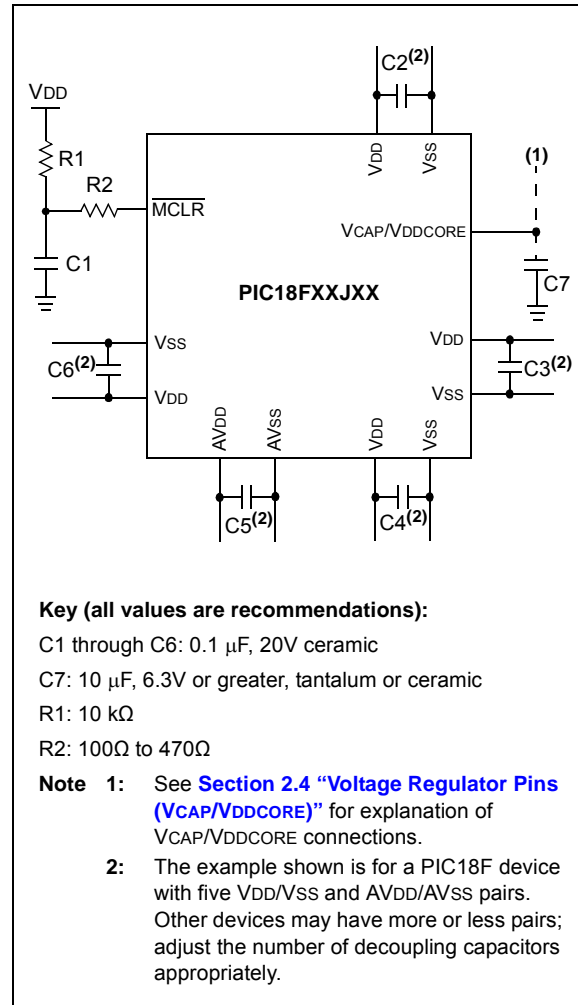 C2(2)
VDD
R1
R2
C1
VDD
VSS
(1)
MCLR
VCAP/VDDCORE
C7
PIC18FXXJXX
VSS
VDD
C6(2)
VDD
VSS
C3(2)
AVDD
AVSS
VDD
VSS
C5(2)
C4(2)
Key (all values are recommendations):
C1 through C6: 0.1 μF, 20V ceramic
C7: 10 μF, 6.3V or greater, tantalum or ceramic
R1: 10 kΩ
R2: 100Ω to 470Ω
Note 1: See Section 2.4 “Voltage Regulator Pins
(VCAP/VDDCORE)” for explanation of
VCAP/VDDCORE connections.
2: The example shown is for a PIC18F device
with five VDD/VSS and AVDD/AVSS pairs.
Other devices may have more or less pairs;
adjust the number of decoupling capacitors
appropriately.